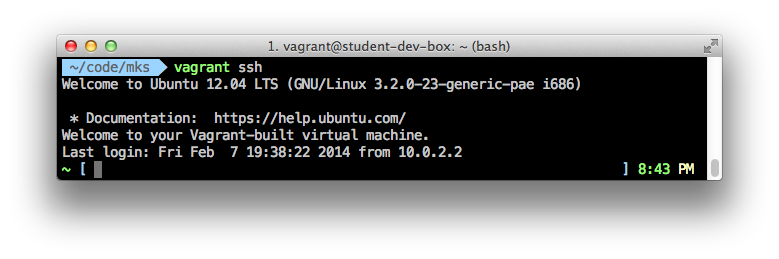 1. vagrant@student-dev-box: ~ (bash)
~/code/mks vagrant ssh
Welcome to Ubuntu 12.04 LTS (GNU/Linux 3.2.0-23-generic-pae i686)
* Documentation:  https://help.ubuntu.com/
Welcome to your Vagrant-built virtual machine.
Last login: Fri Feb  7 19:38:22 2014 from 10.0.2.2
~ [ ] 8:43 PM